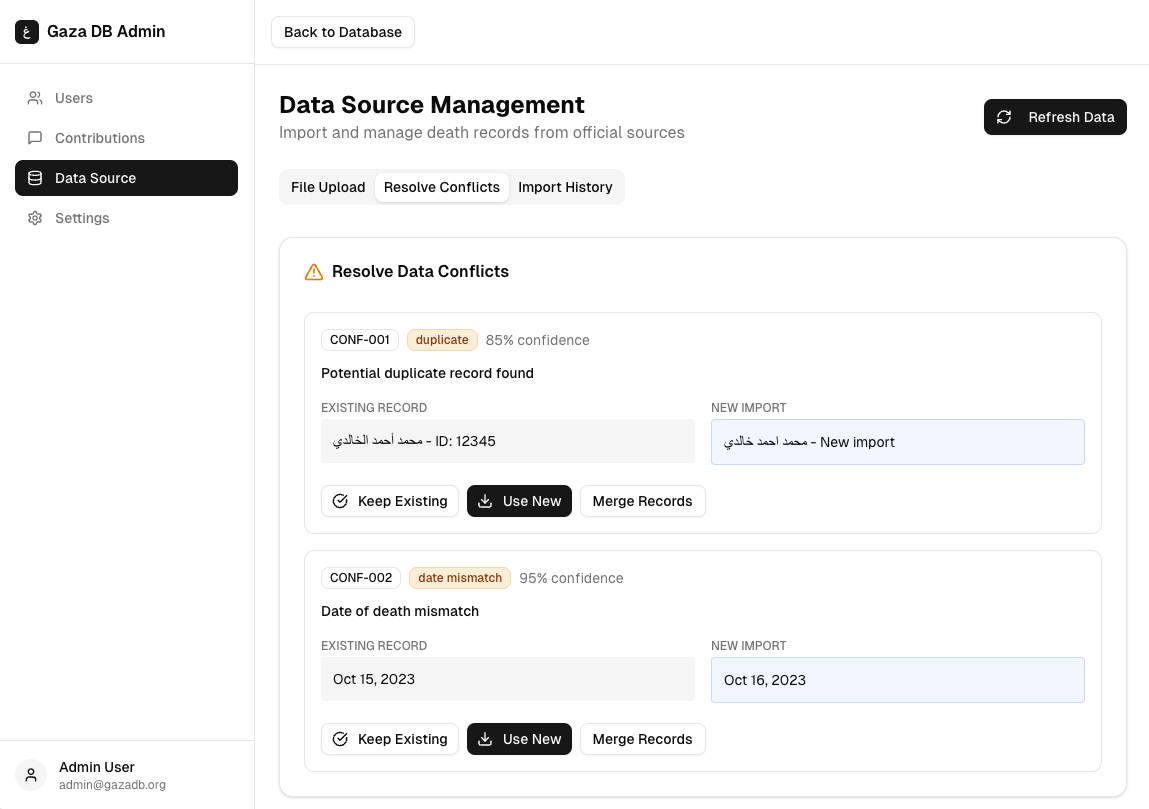 غ Gaza DB Admin
Back to Database
Users
Contributions
Data Source
Settings
Data Source Management
Import and manage death records from official sources
Refresh Data
File Upload Resolve Conflicts Import History
Resolve Data Conflicts
CONF-001 duplicate 85% confidence
Potential duplicate record found
EXISTING RECORD
محمد أحمد الخالدي - ID: 12345
NEW IMPORT
محمد احمد خالدي - New import
Keep Existing Use New Merge Records
CONF-002 date mismatch 95% confidence
Date of death mismatch
EXISTING RECORD
Oct 15, 2023
NEW IMPORT
Oct 16, 2023
Keep Existing Use New Merge Records
Admin User
admin@gazadb.org